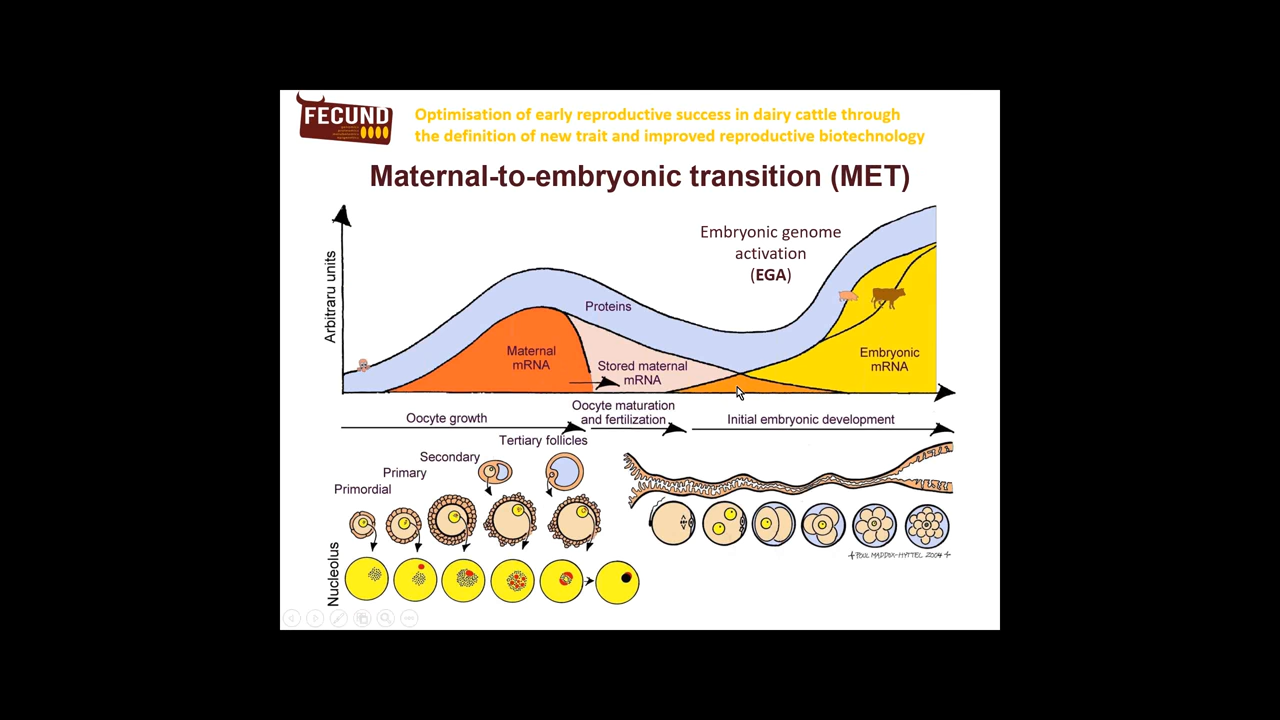 FECUND
Optimisation of early reproductive success in dairy cattle through
the definition of new trait and improved reproductive biotechnology
Maternal-to-embryonic transition (MET)
Arbitraru units
Embryonic genome
activation
(EGA)
Proteins
Maternal
mRNA
Stored maternal
mRNA
Embryonic
mRNA
Oocyte growth
Oocyte maturation
and fertilization
Initial embryonic development
Tertiary follicles
Secondary
Primary
Primordial
Nucleolus
POUL MADDOX-HYTTEL 2004